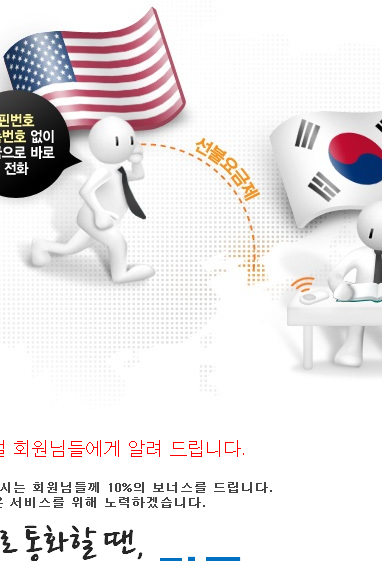 핀번호
번호 없이
으로 바로
전화
선불요금제
회원님들에게 알려 드립니다.
시는 회원님들께 10%의 보너스를 드립니다.
서비스를 위해 노력하겠습니다.
로 통화할 땐,